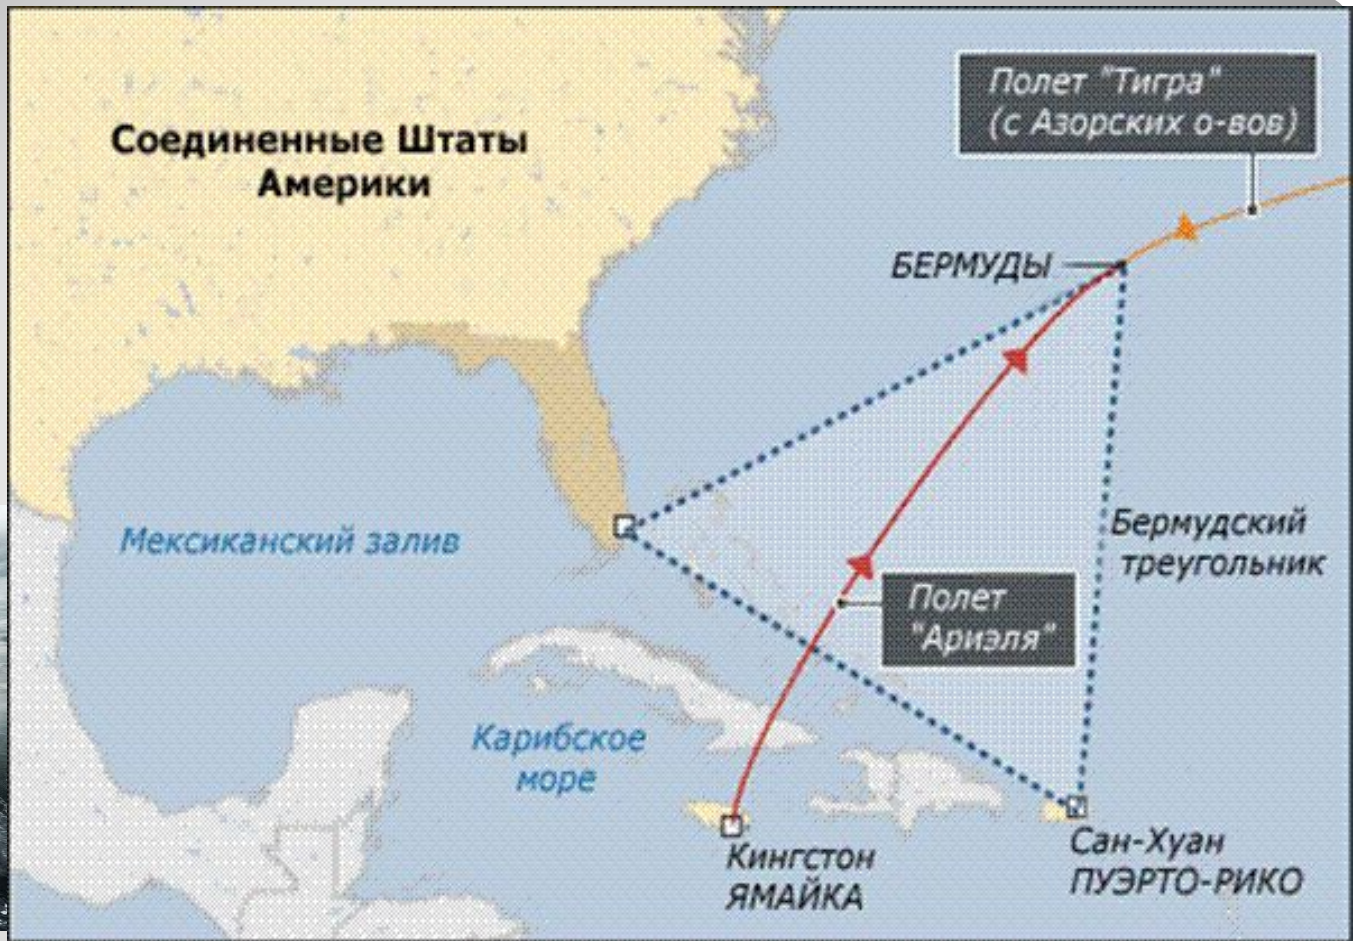 Соединенные Штаты
Америки
Полет "Тигра"
(с Азорских о-вов)
БЕРМУДЫ
Мексиканский залив
Бермудский
треугольник
Полет
"Ариэля"
Карибское
море
Кингстон
ЯМАЙКА
Сан-Хуан
ПУЭРТО-РИКО